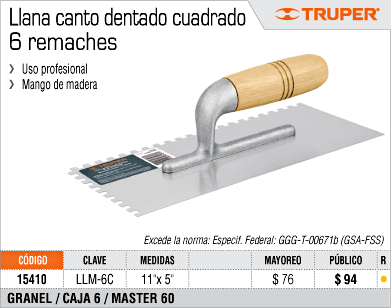 Llana canto dentado cuadrado
6 remaches
TRUPER®
› Uso profesional
› Mango de madera
TRUPER
Excede la norma: Especif. Federal: GGG-T-00671b (GSA-FSS)
CÓDIGO CLAVE MEDIDAS MAYOREO PÚBLICO R
15410 LLM-6C 11"x 5" $ 76 $ 94
GRANEL / CAJA 6 / MASTER 60